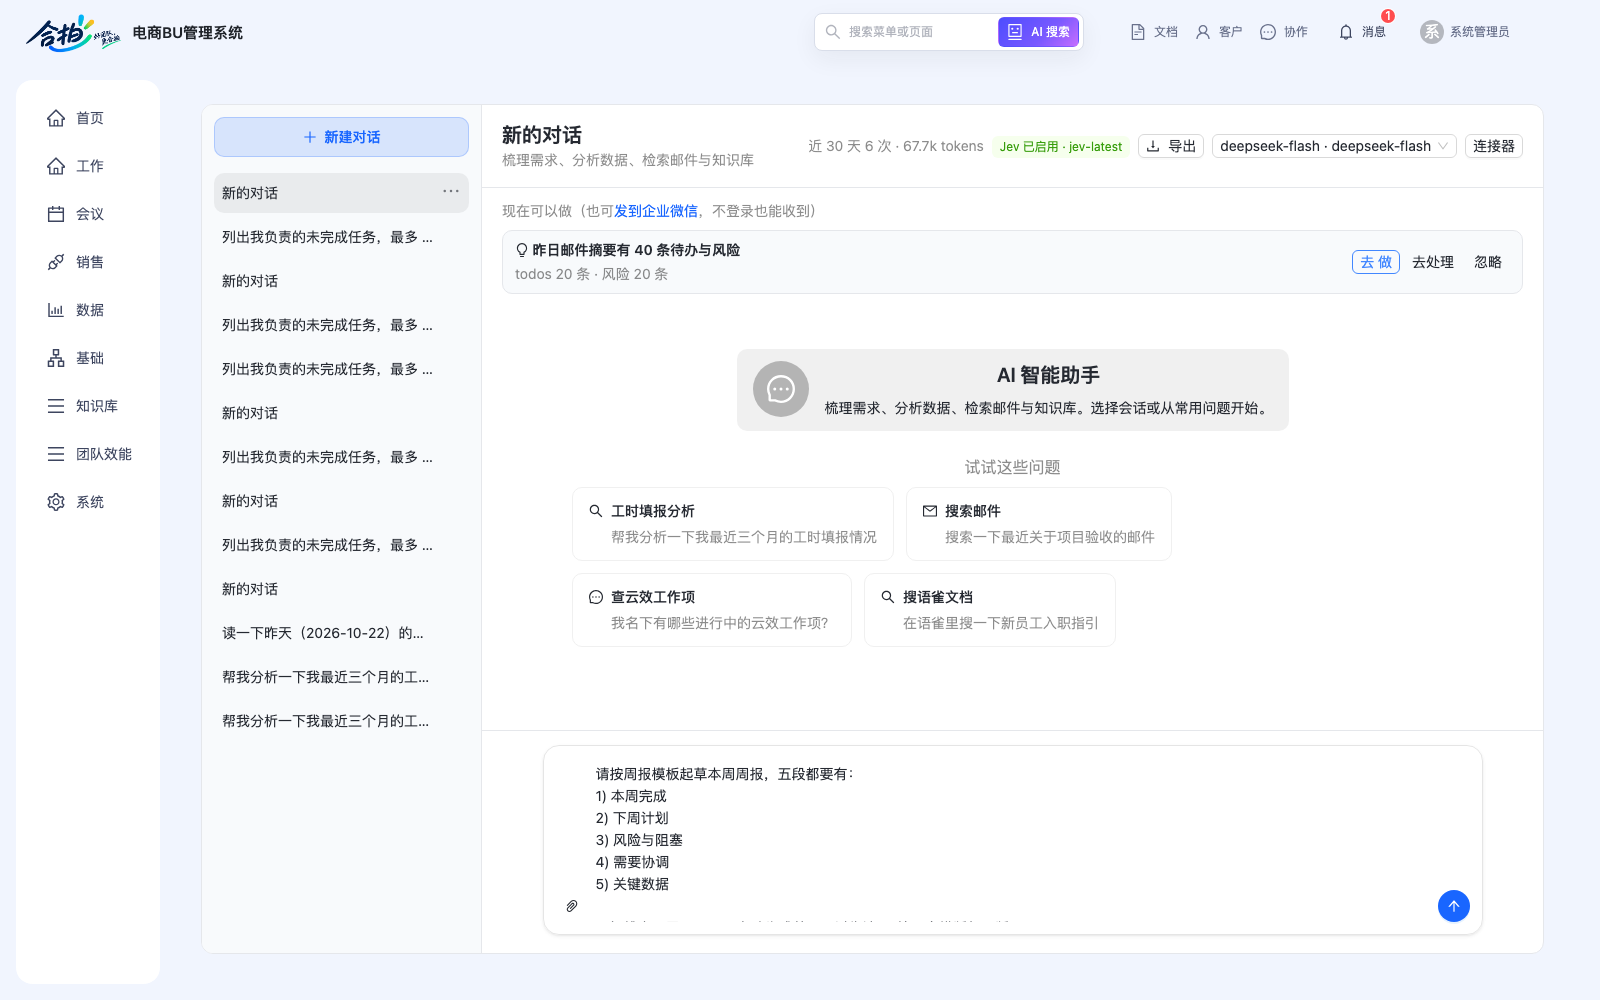 合拍
电商BU管理系统
搜索菜单或页面
AI 搜索
文档
客户
协作
消息
1
系
系统管理员
首页
工作
会议
销售
数据
基础
知识库
团队效能
系统
新建对话
新的对话
列出我负责的未完成任务，最多 ...
新的对话
列出我负责的未完成任务，最多 ...
列出我负责的未完成任务，最多 ...
新的对话
列出我负责的未完成任务，最多 ...
新的对话
列出我负责的未完成任务，最多 ...
新的对话
读一下昨天（2026-10-22）的...
帮我分析一下我最近三个月的工...
帮我分析一下我最近三个月的工...
新的对话
梳理需求、分析数据、检索邮件与知识库
近 30 天 6 次 · 67.7k tokens
Jev 已启用 · jev-latest
导出
deepseek-flash · deepseek-flash
连接器
现在可以做（也可发到企业微信，不登录也能收到）
昨日邮件摘要有 40 条待办与风险
todos 20 条 · 风险 20 条
去 做
去处理
忽略
AI 智能助手
梳理需求、分析数据、检索邮件与知识库。选择会话或从常用问题开始。
试试这些问题
工时填报分析
帮我分析一下我最近三个月的工时填报情况
搜索邮件
搜索一下最近关于项目验收的邮件
查云效工作项
我名下有哪些进行中的云效工作项?
搜语雀文档
在语雀里搜一下新员工入职指引
请按周报模板起草本周周报，五段都要有：
1) 本周完成
2) 下周计划
3) 风险与阻塞
4) 需要协调
5) 关键数据